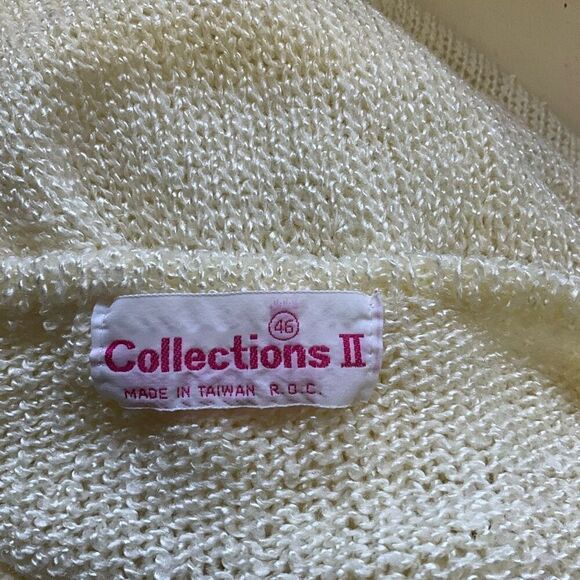 46
Collections II
MADE IN TAIWAN R.O.C.